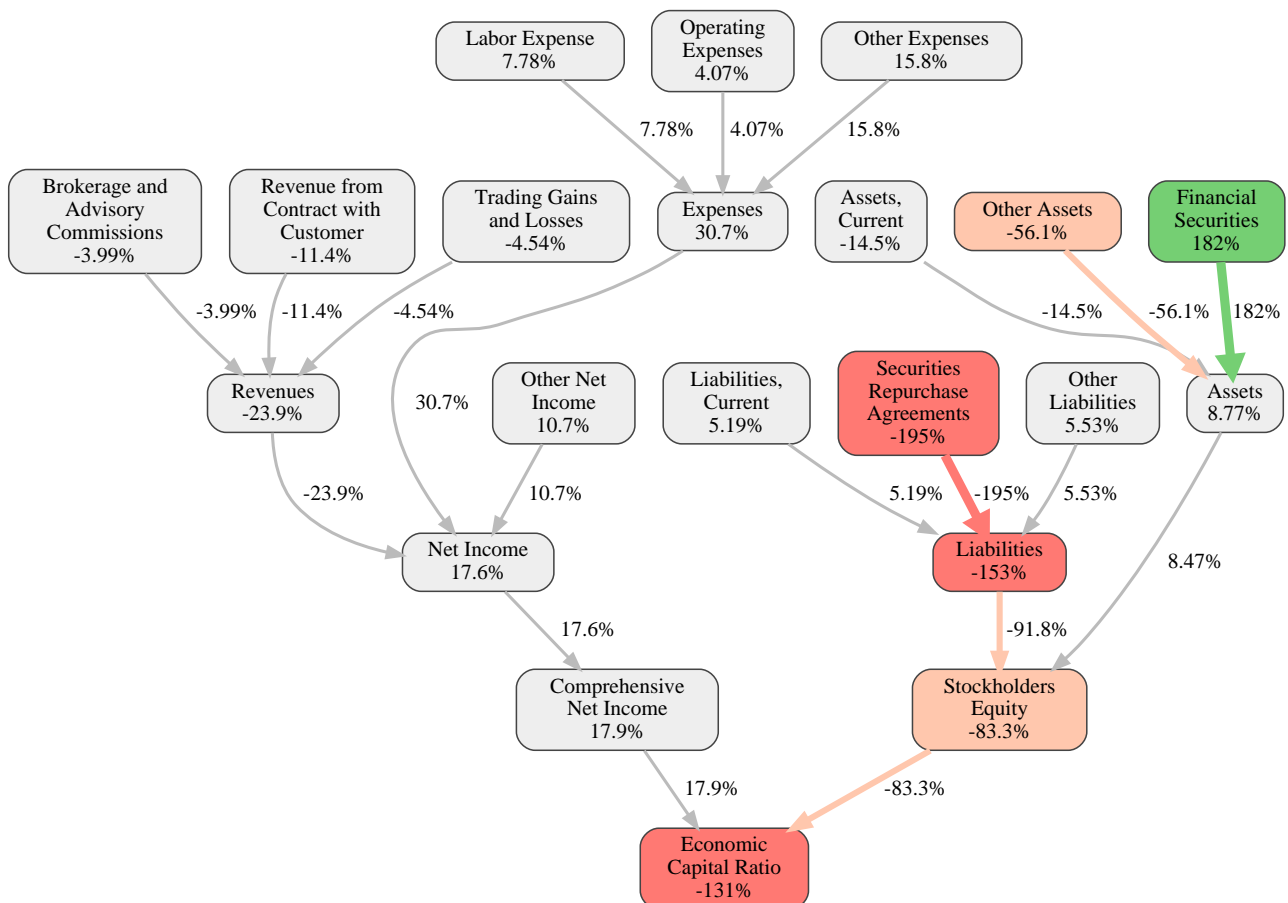 Labor Expense
7.78%
Operating
Expenses
4.07%
Other Expenses
15.8%
7.78%
4.07%
15.8%
Brokerage and
Advisory
Commissions
-3.99%
Revenue from
Contract with
Customer
-11.4%
Trading Gains
and Losses
-4.54%
Expenses
30.7%
Assets,
Current
-14.5%
Other Assets
-56.1%
Financial
Securities
182%
-3.99%
-11.4%
-4.54%
-14.5%
-56.1%
182%
Revenues
-23.9%
30.7%
Other Net
Income
10.7%
Liabilities,
Current
5.19%
Securities
Repurchase
Agreements
-195%
Other
Liabilities
5.53%
Assets
8.77%
-23.9%
10.7%
5.19%
-195%
5.53%
Net Income
17.6%
Liabilities
-153%
8.47%
17.6%
-91.8%
Comprehensive
Net Income
17.9%
Stockholders
Equity
-83.3%
17.9%
-83.3%
Economic
Capital Ratio
-131%